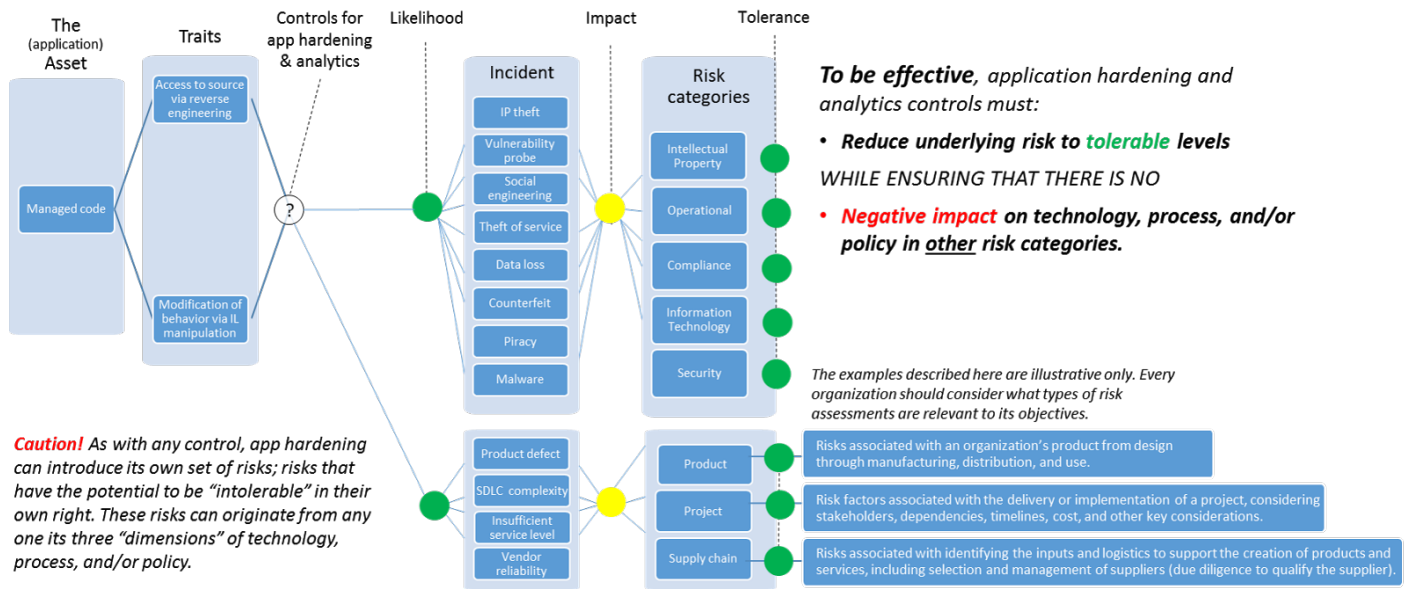 The
(application)
Asset
Traits
Controls for
app hardening
& analytics
Likelihood
Impact
Tolerance
Managed code
Access to source
via reverse
engineering
Modification of
behavior via IL
manipulation
?
Incident
IP theft
Vulnerability
probe
Social
engineering
Theft of service
Data loss
Counterfeit
Piracy
Malware
Risk
categories
Intellectual
Property
Operational
Compliance
Information
Technology
Security
To be effective, application hardening and
analytics controls must:
• Reduce underlying risk to tolerable levels
WHILE ENSURING THAT THERE IS NO
• Negative impact on technology, process, and/or
policy in other risk categories.
The examples described here are illustrative only. Every
organization should consider what types of risk
assessments are relevant to its objectives.
Caution! As with any control, app hardening
can introduce its own set of risks; risks that
have the potential to be “intolerable” in their
own right. These risks can originate from any
one its three “dimensions” of technology,
process, and/or policy.
Product defect
SDLC complexity
Insufficient
service level
Vendor
reliability
Product
Project
Supply chain
Risks associated with an organization’s product from design
through manufacturing, distribution, and use.
Risk factors associated with the delivery or implementation of a project, considering
stakeholders, dependencies, timelines, cost, and other key considerations.
Risks associated with identifying the inputs and logistics to support the creation of products and
services, including selection and management of suppliers (due diligence to qualify the supplier).